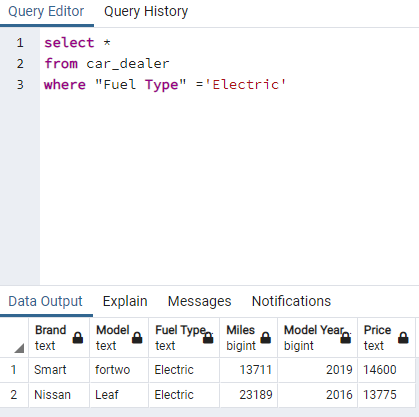 Query Editor Query History
1 select *
2 from car_dealer
3 where "Fuel Type" ='Electric'
Data Output Explain Messages Notifications
Brand Model Fuel Type Miles Model Year Price
text text text bigint bigint text
1 Smart fortwo Electric 13711 2019 14600
2 Nissan Leaf Electric 23189 2016 13775